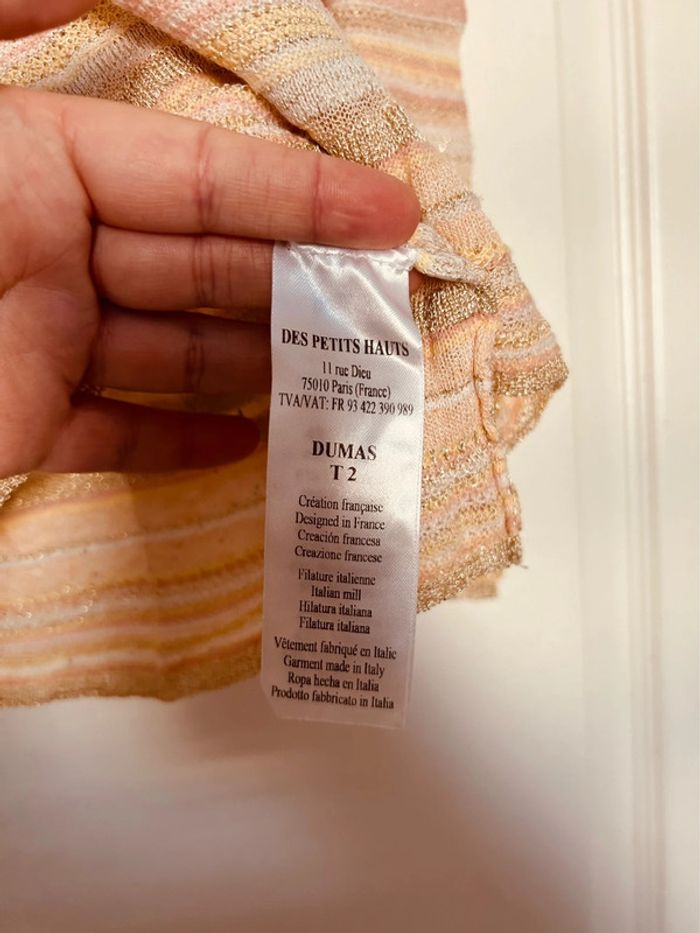 DES PETITS HAUTS
11 rue Dieu
75010 Paris (France)
TVA/VAT: FR 93 422 390 989
DUMAS
T 2
Création française
Designed in France
Creación francesa
Creazione francese
Filature italienne
Italian mill
Hilatura italiana
Filatura italiana
Vêtement fabriqué en Italie
Garment made in Italy
Ropa hecha en Italia
Prodotto fabbricato in Italia